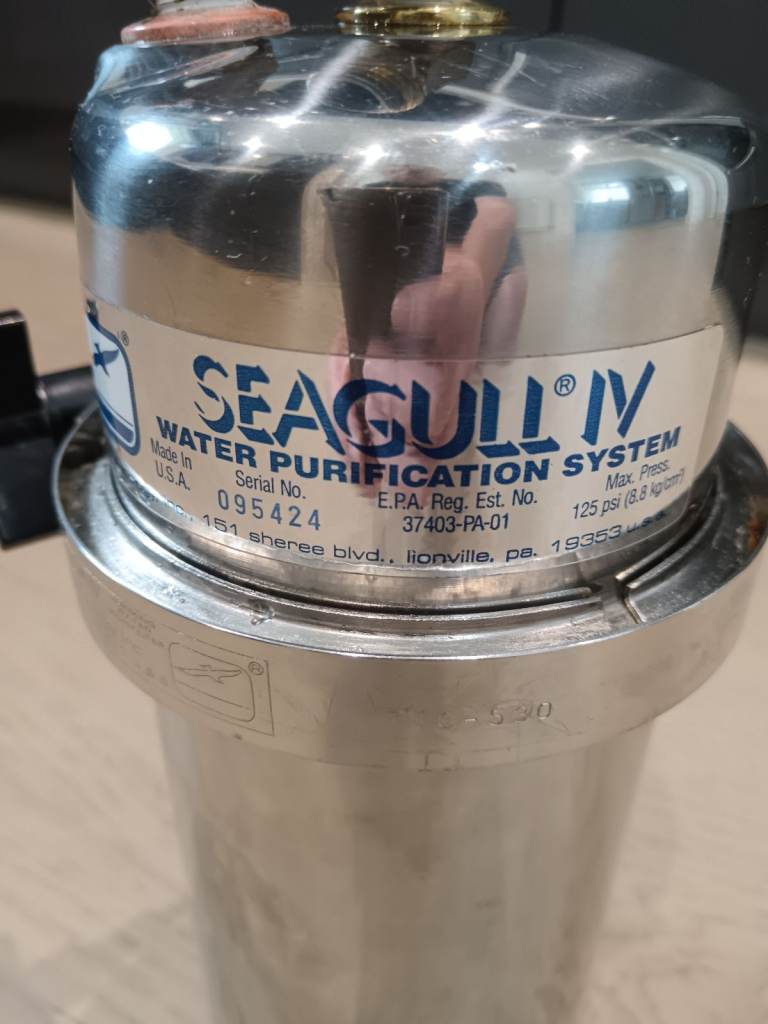 SEAGULL® IV
WATER PURIFICATION SYSTEM
Made In
U.S.A.
Serial No.
095424
E.P.A. Reg. Est. No.
37403-PA-01
Max. Press.
125 psi (8.8 kg/cm²)
151 sheree blvd., lionville, pa. 19353 u.s.a.
®
®
-530